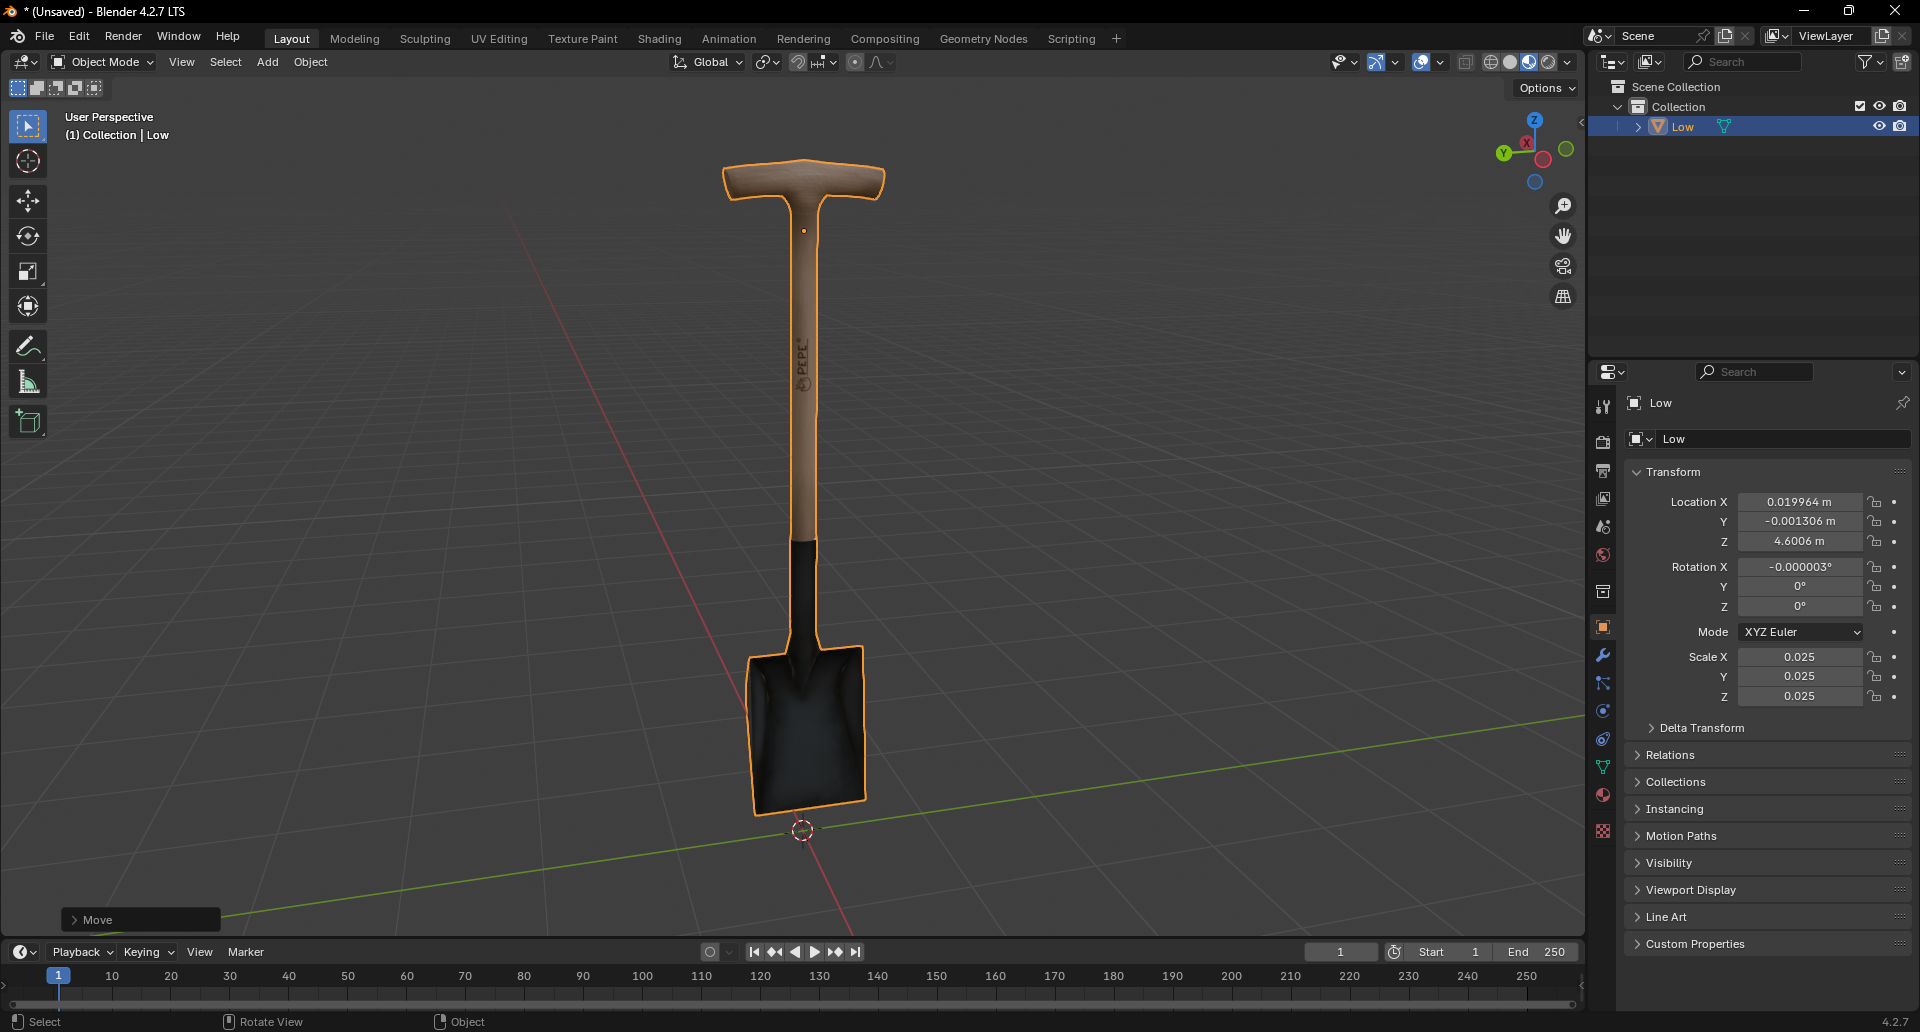 * (Unsaved) - Blender 4.2.7 LTS
File Edit Render Window Help
Layout Modeling Sculpting UV Editing Texture Paint Shading Animation Rendering Compositing Geometry Nodes Scripting +
Scene ViewLayer
Object Mode View Select Add Object
Global
Options
User Perspective
(1) Collection | Low
Z
X
Y
PEPE
Move
Search
Scene Collection
Collection
Low
Search
Low
Low
Transform
Location X 0.019964 m
Y -0.001306 m
Z 4.6006 m
Rotation X -0.000003°
Y 0°
Z 0°
Mode XYZ Euler
Scale X 0.025
Y 0.025
Z 0.025
Delta Transform
Relations
Collections
Instancing
Motion Paths
Visibility
Viewport Display
Line Art
Custom Properties
Playback Keying View Marker
1 Start 1 End 250
1 10 20 30 40 50 60 70 80 90 100 110 120 130 140 150 160 170 180 190 200 210 220 230 240 250
Select Rotate View Object
4.2.7